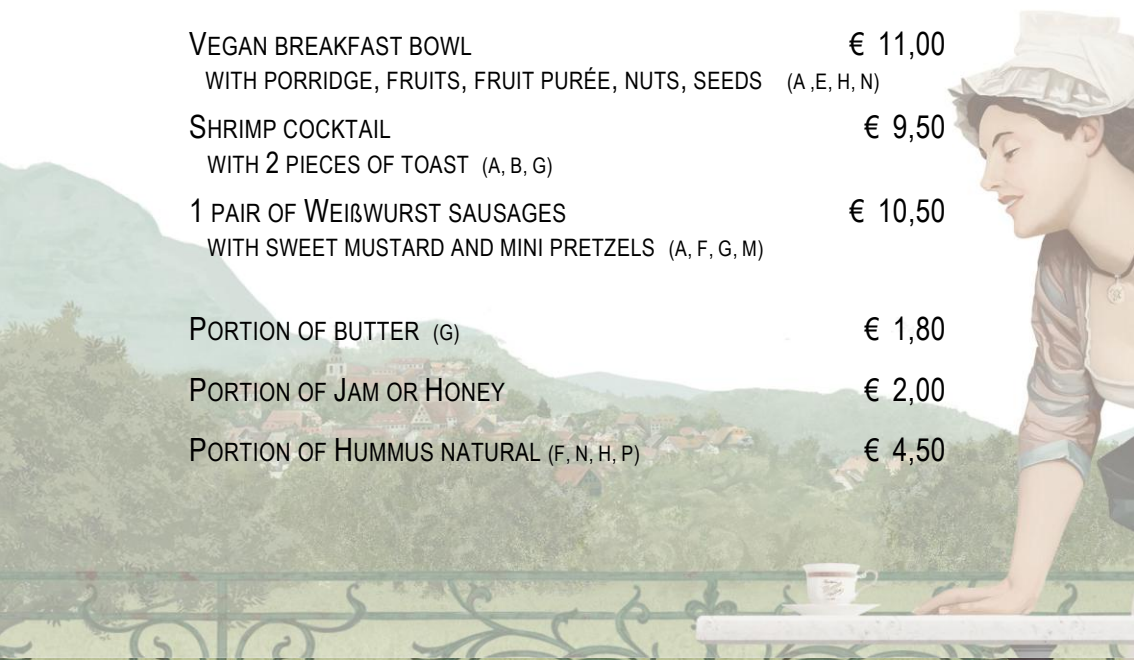 VEGAN BREAKFAST BOWL € 11,00
WITH PORRIDGE, FRUITS, FRUIT PURÉE, NUTS, SEEDS (A ,E, H, N)
SHRIMP COCKTAIL € 9,50
WITH 2 PIECES OF TOAST (A, B, G)
1 PAIR OF WEIßWURST SAUSAGES € 10,50
WITH SWEET MUSTARD AND MINI PRETZELS (A, F, G, M)
PORTION OF BUTTER (G) € 1,80
PORTION OF JAM OR HONEY € 2,00
PORTION OF HUMMUS NATURAL (F, N, H, P) € 4,50